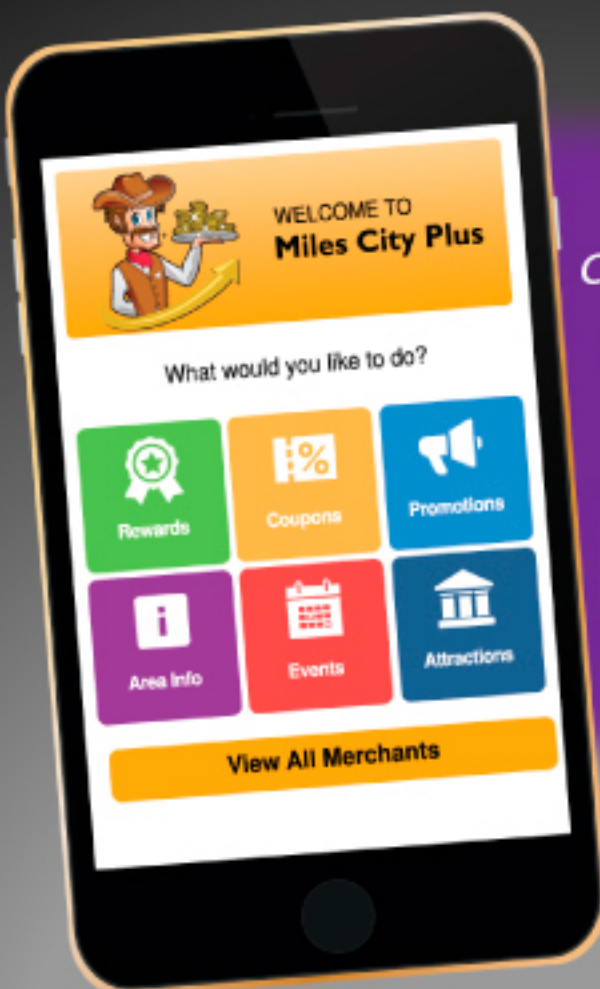 WELCOME TO
Miles City Plus
What would you like to do?
Rewards
Coupons
Promotions
Area Info
Events
Attractions
View All Merchants